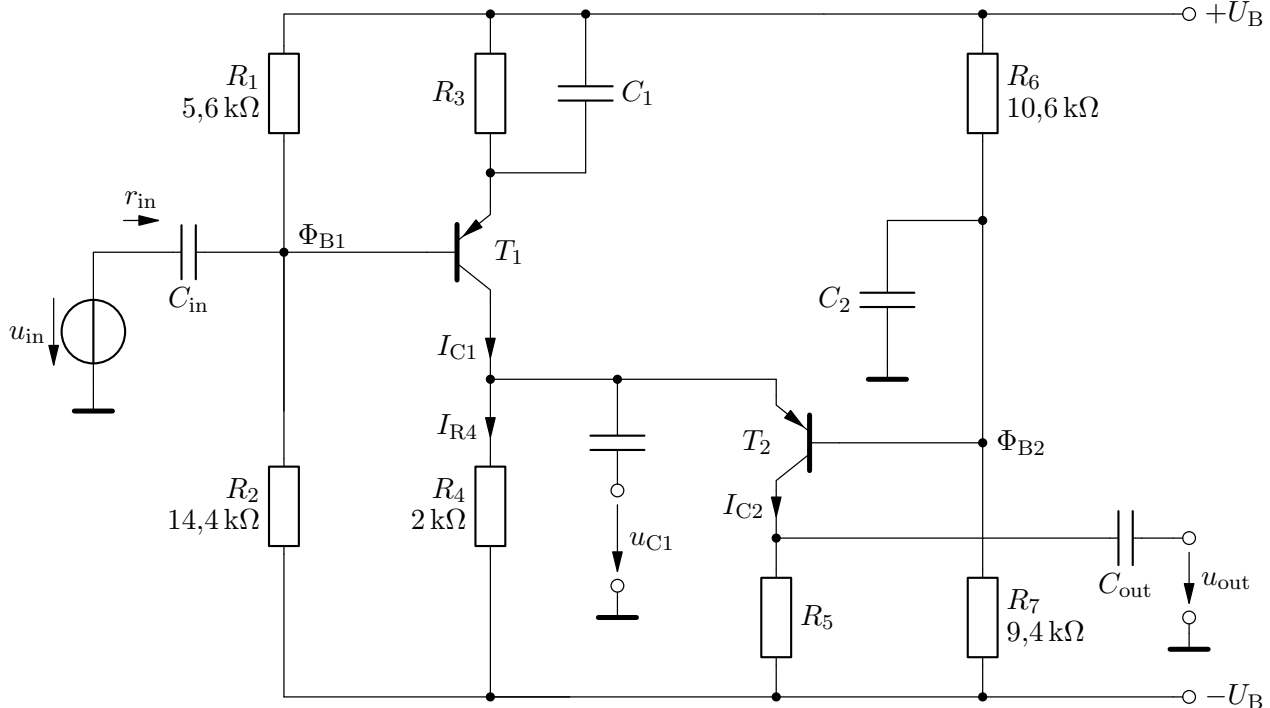 +U_B
R_1
5,6 kΩ
R_3
C_1
R_6
10,6 kΩ
r_in
Φ_B1
T_1
C_in
u_in
C_2
I_C1
I_R4
T_2
Φ_B2
R_2
14,4 kΩ
R_4
2 kΩ
u_C1
I_C2
C_out
u_out
R_5
R_7
9,4 kΩ
−U_B